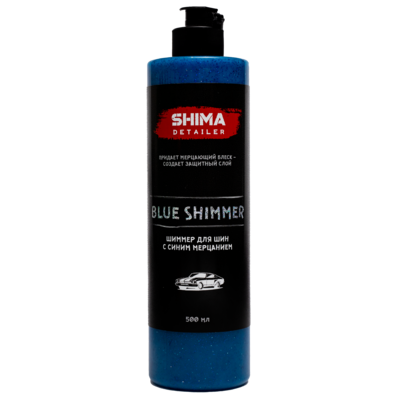 SHIMA
DETAILER
ПРИДАЕТ МЕРЦАЮЩИЙ БЛЕСК –
СОЗДАЕТ ЗАЩИТНЫЙ СЛОЙ
BLUE SHIMMER
ШИММЕР ДЛЯ ШИН
С СИНИМ МЕРЦАНИЕМ
500 мл